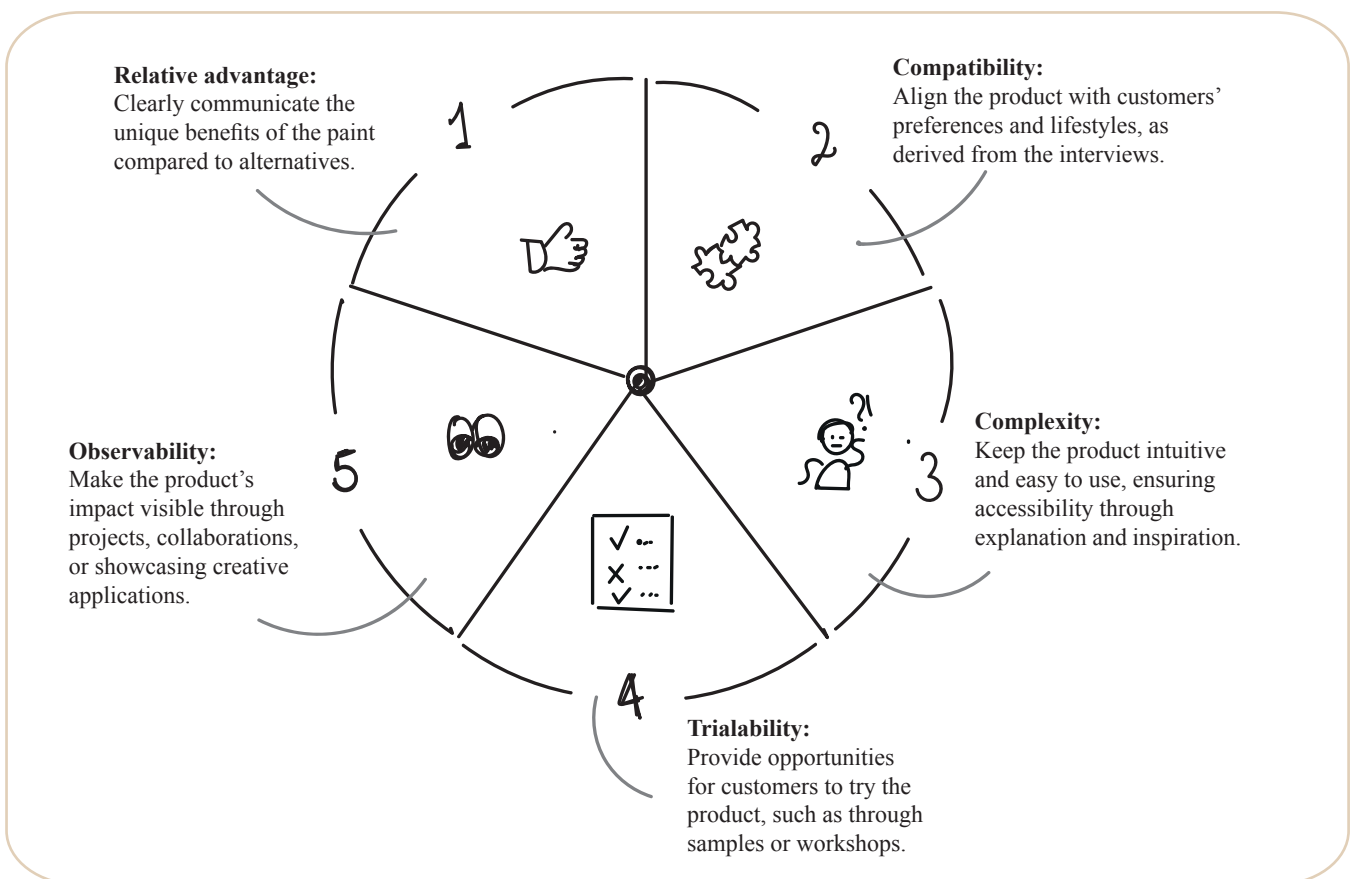 1
Relative advantage:
Clearly communicate the
unique benefits of the paint
compared to alternatives.
2
Compatibility:
Align the product with customers’
preferences and lifestyles, as
derived from the interviews.
?!
3
Complexity:
Keep the product intuitive
and easy to use, ensuring
accessibility through
explanation and inspiration.
4
Trialability:
Provide opportunities
for customers to try the
product, such as through
samples or workshops.
5
Observability:
Make the product’s
impact visible through
projects, collaborations,
or showcasing creative
applications.